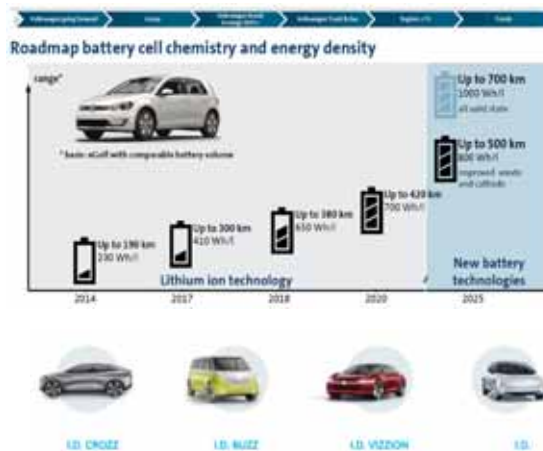 Roadmap battery cell chemistry and energy density
range*
* basis: eGolf with comparable battery volume
Up to 190 km
230 Wh/l
Up to 300 km
410 Wh/l
Up to 380 km
650 Wh/l
Up to 420 km
700 Wh/l
Up to 700 km
1000 Wh/l
all solid state
Up to 500 km
800 Wh/l
improved anode
and cathode
Lithium ion technology
New battery
technologies
2014
2017
2018
2020
2025
I.D. CROZZ
I.D. BUZZ
I.D. VIZZION
I.D.